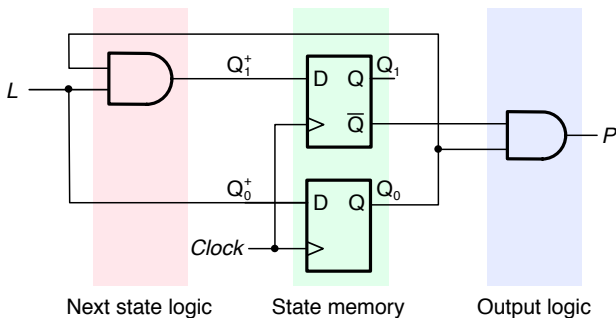 Q₁⁺
Q₁
D Q
L
Q̅
P
Q₀⁺
Q₀
D Q
Clock
Next state logic
State memory
Output logic